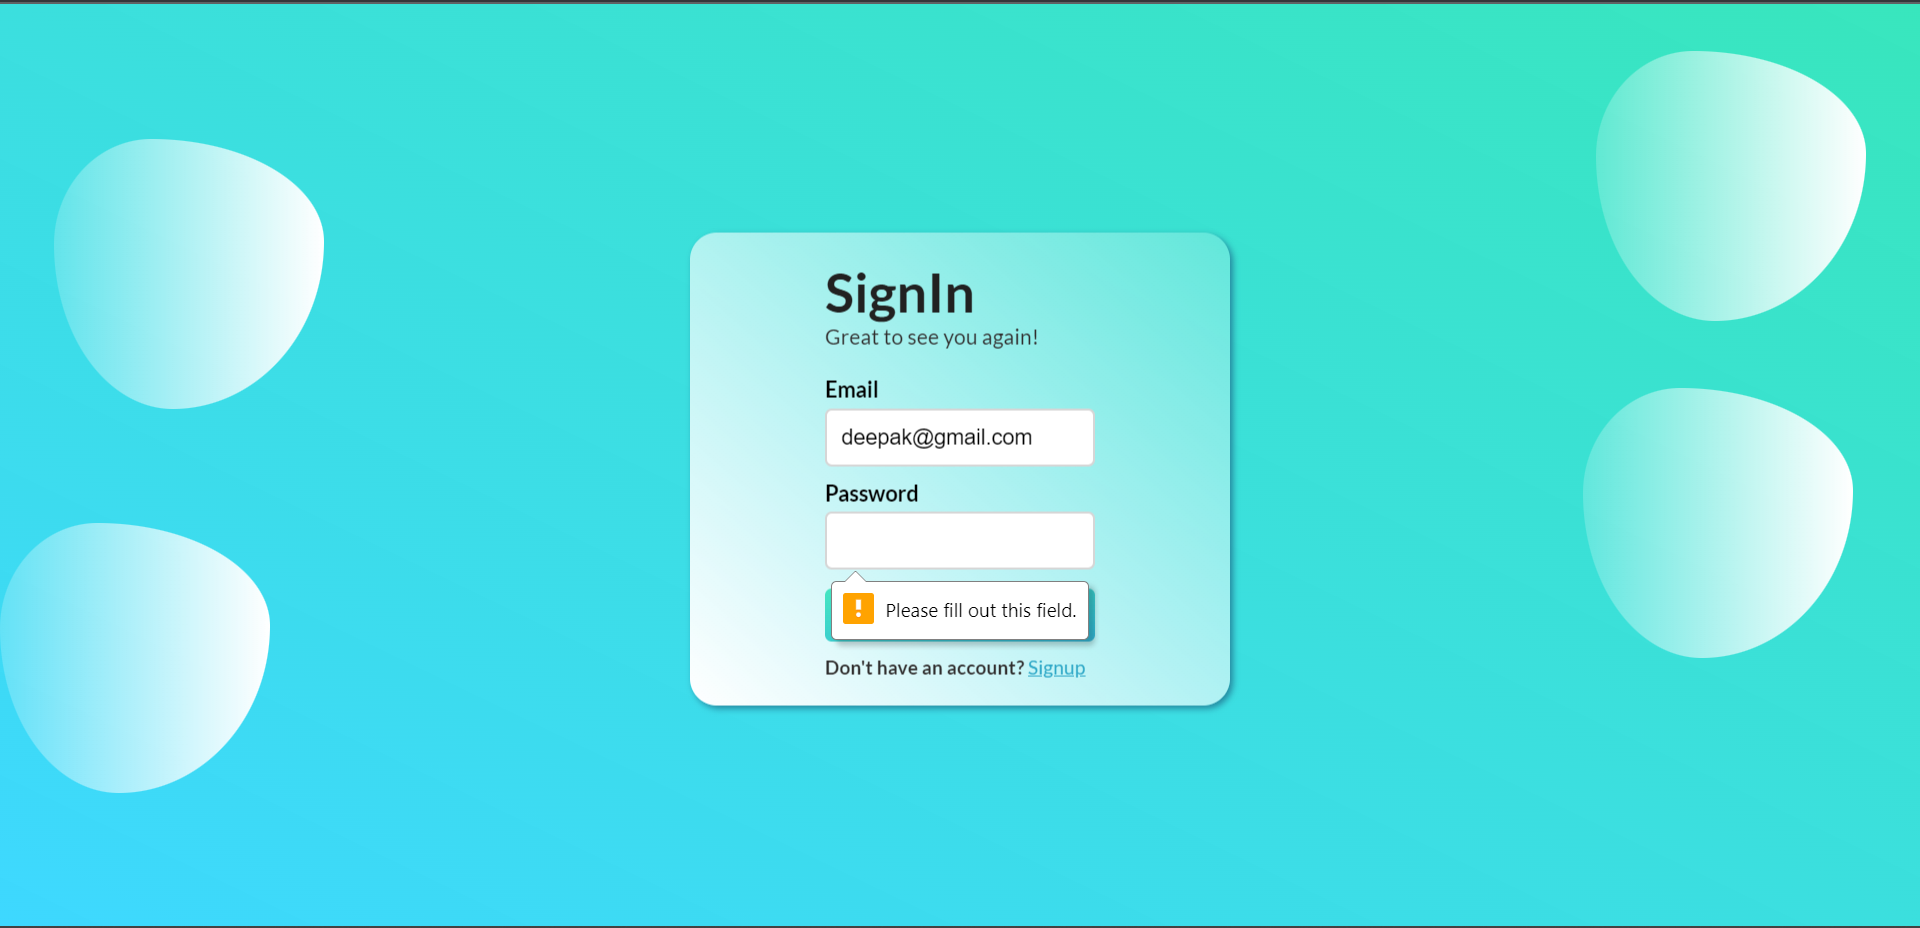 SignIn
Great to see you again!
Email
deepak@gmail.com
Password
Please fill out this field.
Don't have an account? Signup